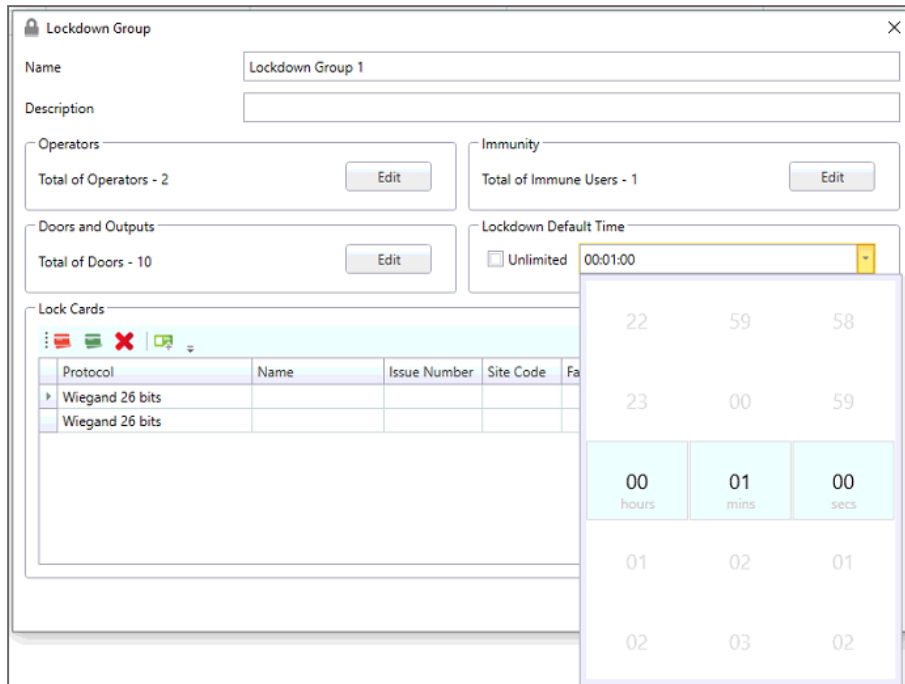 Lockdown Group
Name
Lockdown Group 1
Description
Operators
Total of Operators - 2
Edit
Immunity
Total of Immune Users - 1
Edit
Doors and Outputs
Total of Doors - 10
Edit
Lockdown Default Time
Unlimited
00:01:00
Lock Cards
Protocol Name Issue Number Site Code Fa
Wiegand 26 bits
Wiegand 26 bits
22 59 58
23 00 59
00 01 00
hours mins secs
01 02 01
02 03 02